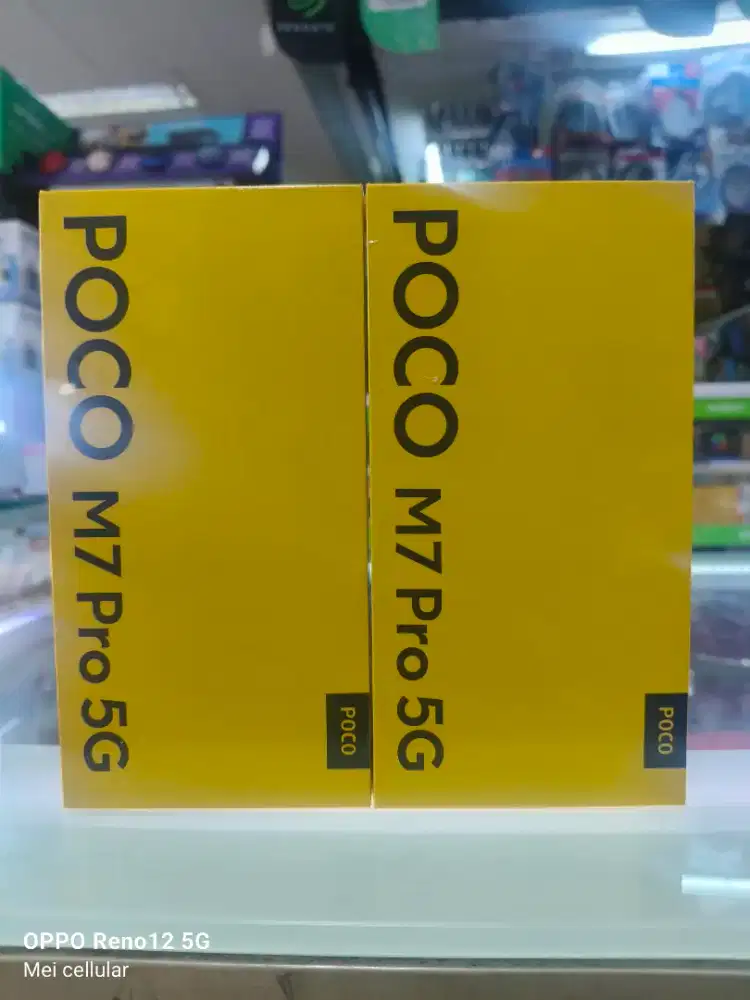 POCO M7 Pro 5G
POCO
POCO M7 Pro 5G
POCO
OPPO Reno12 5G
Mei cellular